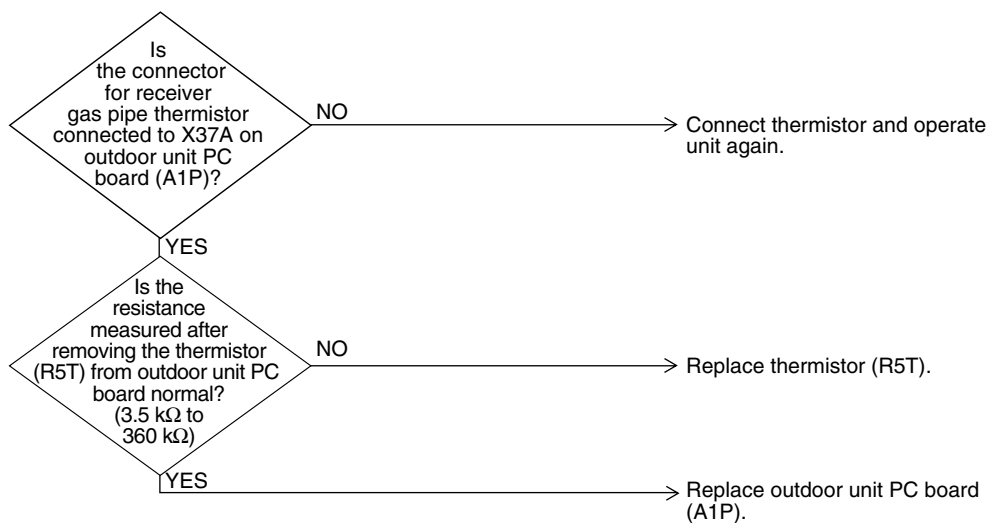 Is
the connector
for receiver
gas pipe thermistor
connected to X37A on
outdoor unit PC
board (A1P)?
NO
Connect thermistor and operate
unit again.
YES
Is the
resistance
measured after
removing the thermistor
(R5T) from outdoor unit PC
board normal?
(3.5 kΩ to
360 kΩ)
NO
Replace thermistor (R5T).
YES
Replace outdoor unit PC board
(A1P).